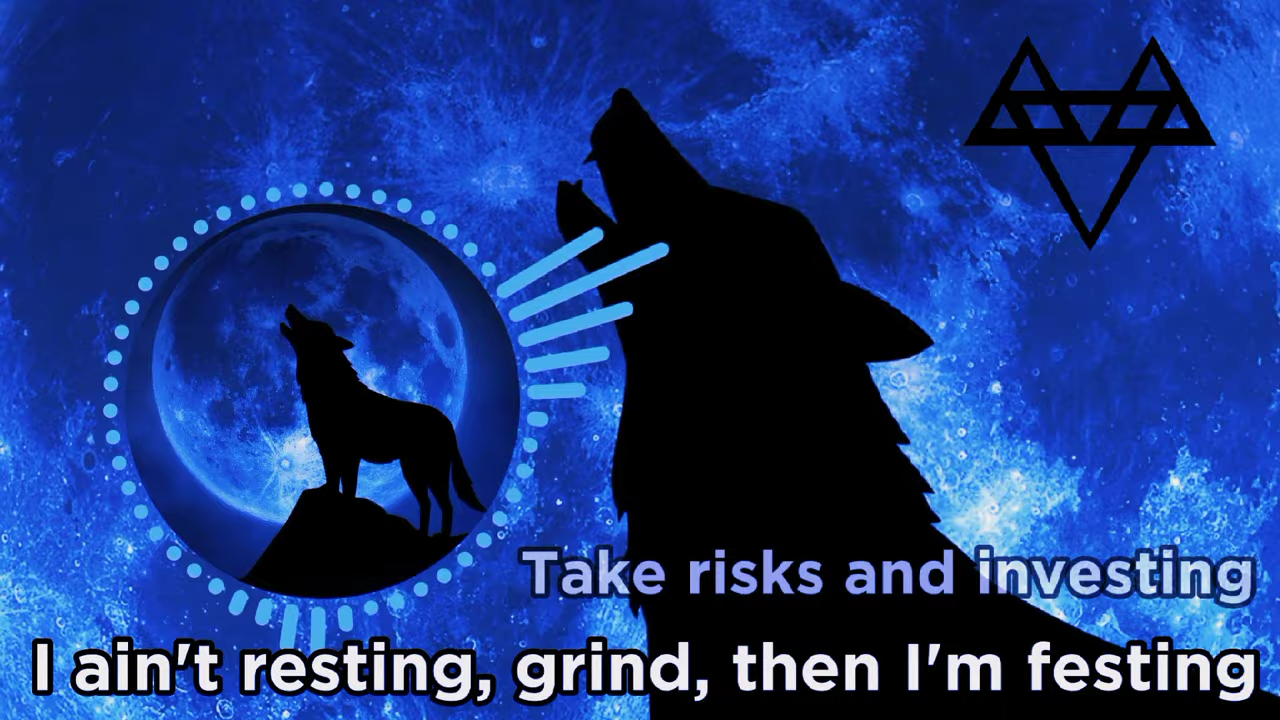 Take risks and investing
I ain't resting, grind, then I'm festing